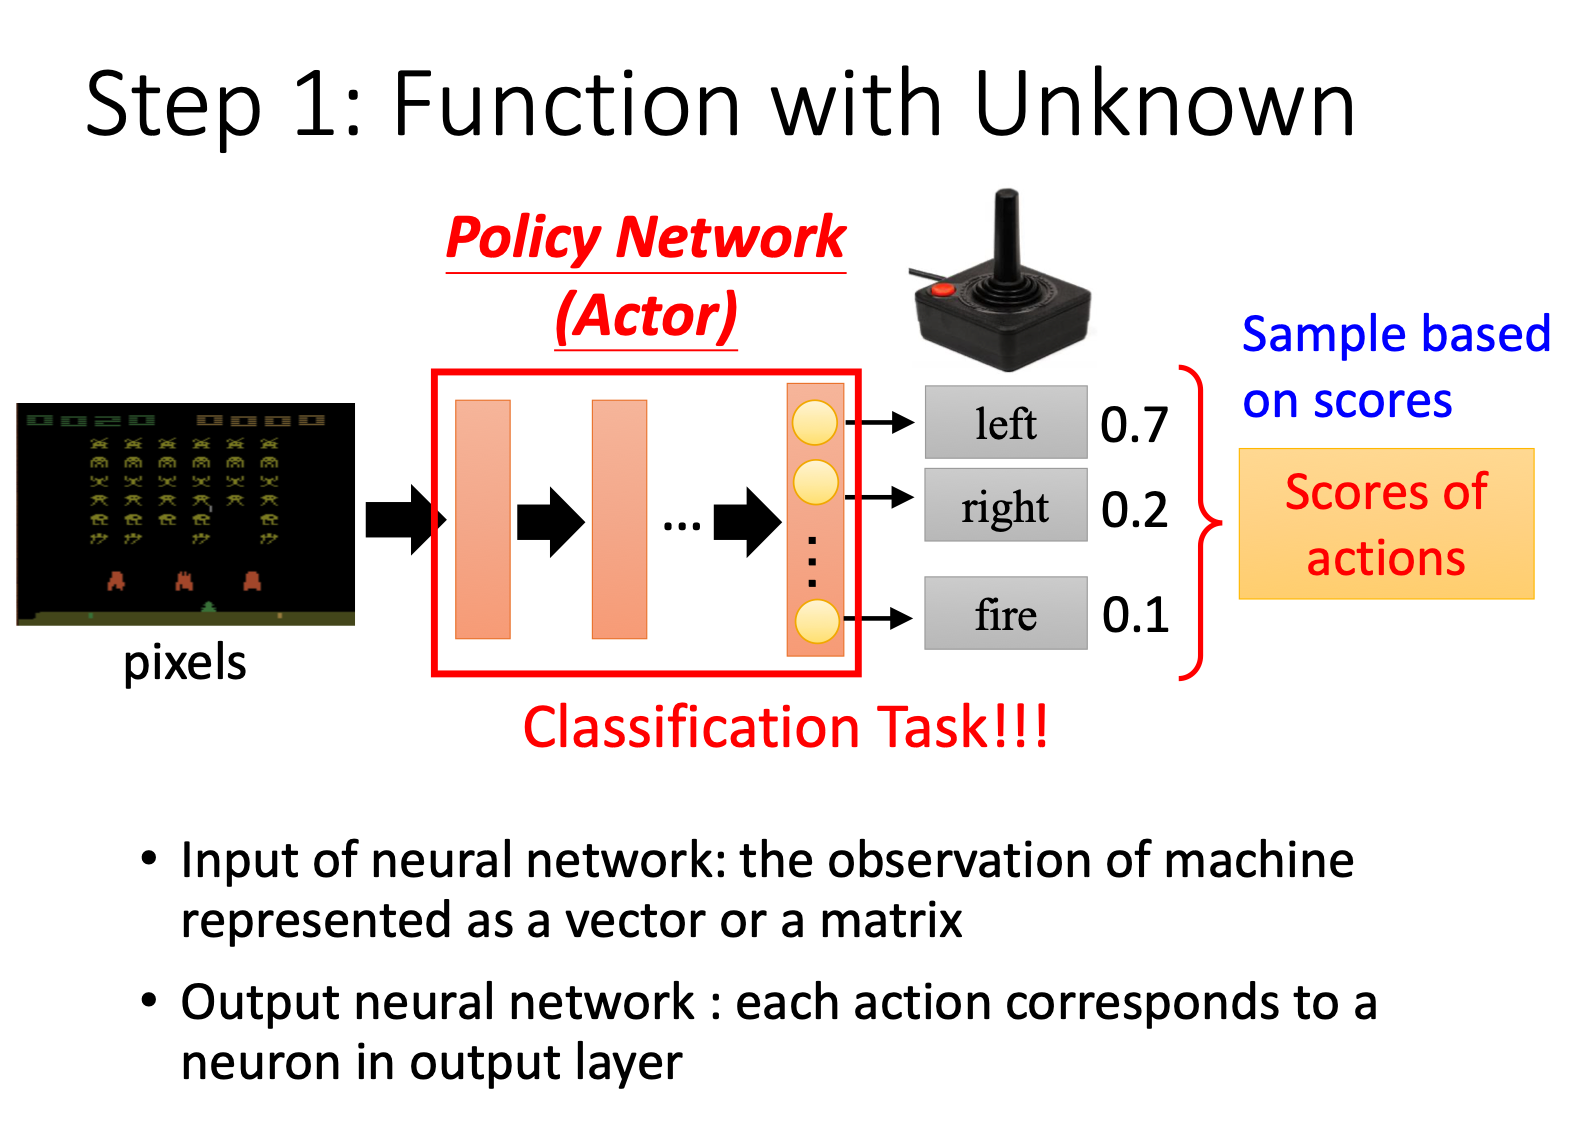 Step 1: Function with Unknown
Policy Network
(Actor)
Sample based
on scores
left 0.7
right 0.2
fire 0.1
Scores of
actions
...
pixels
Classification Task!!!
• Input of neural network: the observation of machine
represented as a vector or a matrix
• Output neural network : each action corresponds to a
neuron in output layer